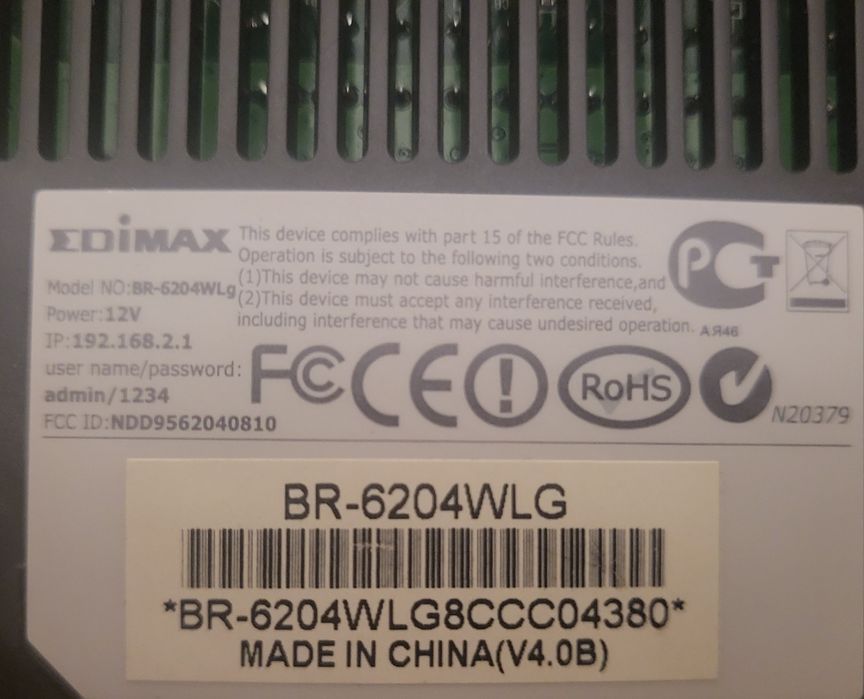 EDIMAX
This device complies with part 15 of the FCC Rules.
Operation is subject to the following two conditions.
(1)This device may not cause harmful interference,and
(2)This device must accept any interference received,
including interference that may cause undesired operation.
Model NO:BR-6204WLg
Power:12V
IP:192.168.2.1
user name/password:
admin/1234
FCC ID:NDD9562040810
PCT
АЯ46
FC CE
RoHS
N20379
BR-6204WLG
*BR-6204WLG8CCC04380*
MADE IN CHINA(V4.0B)